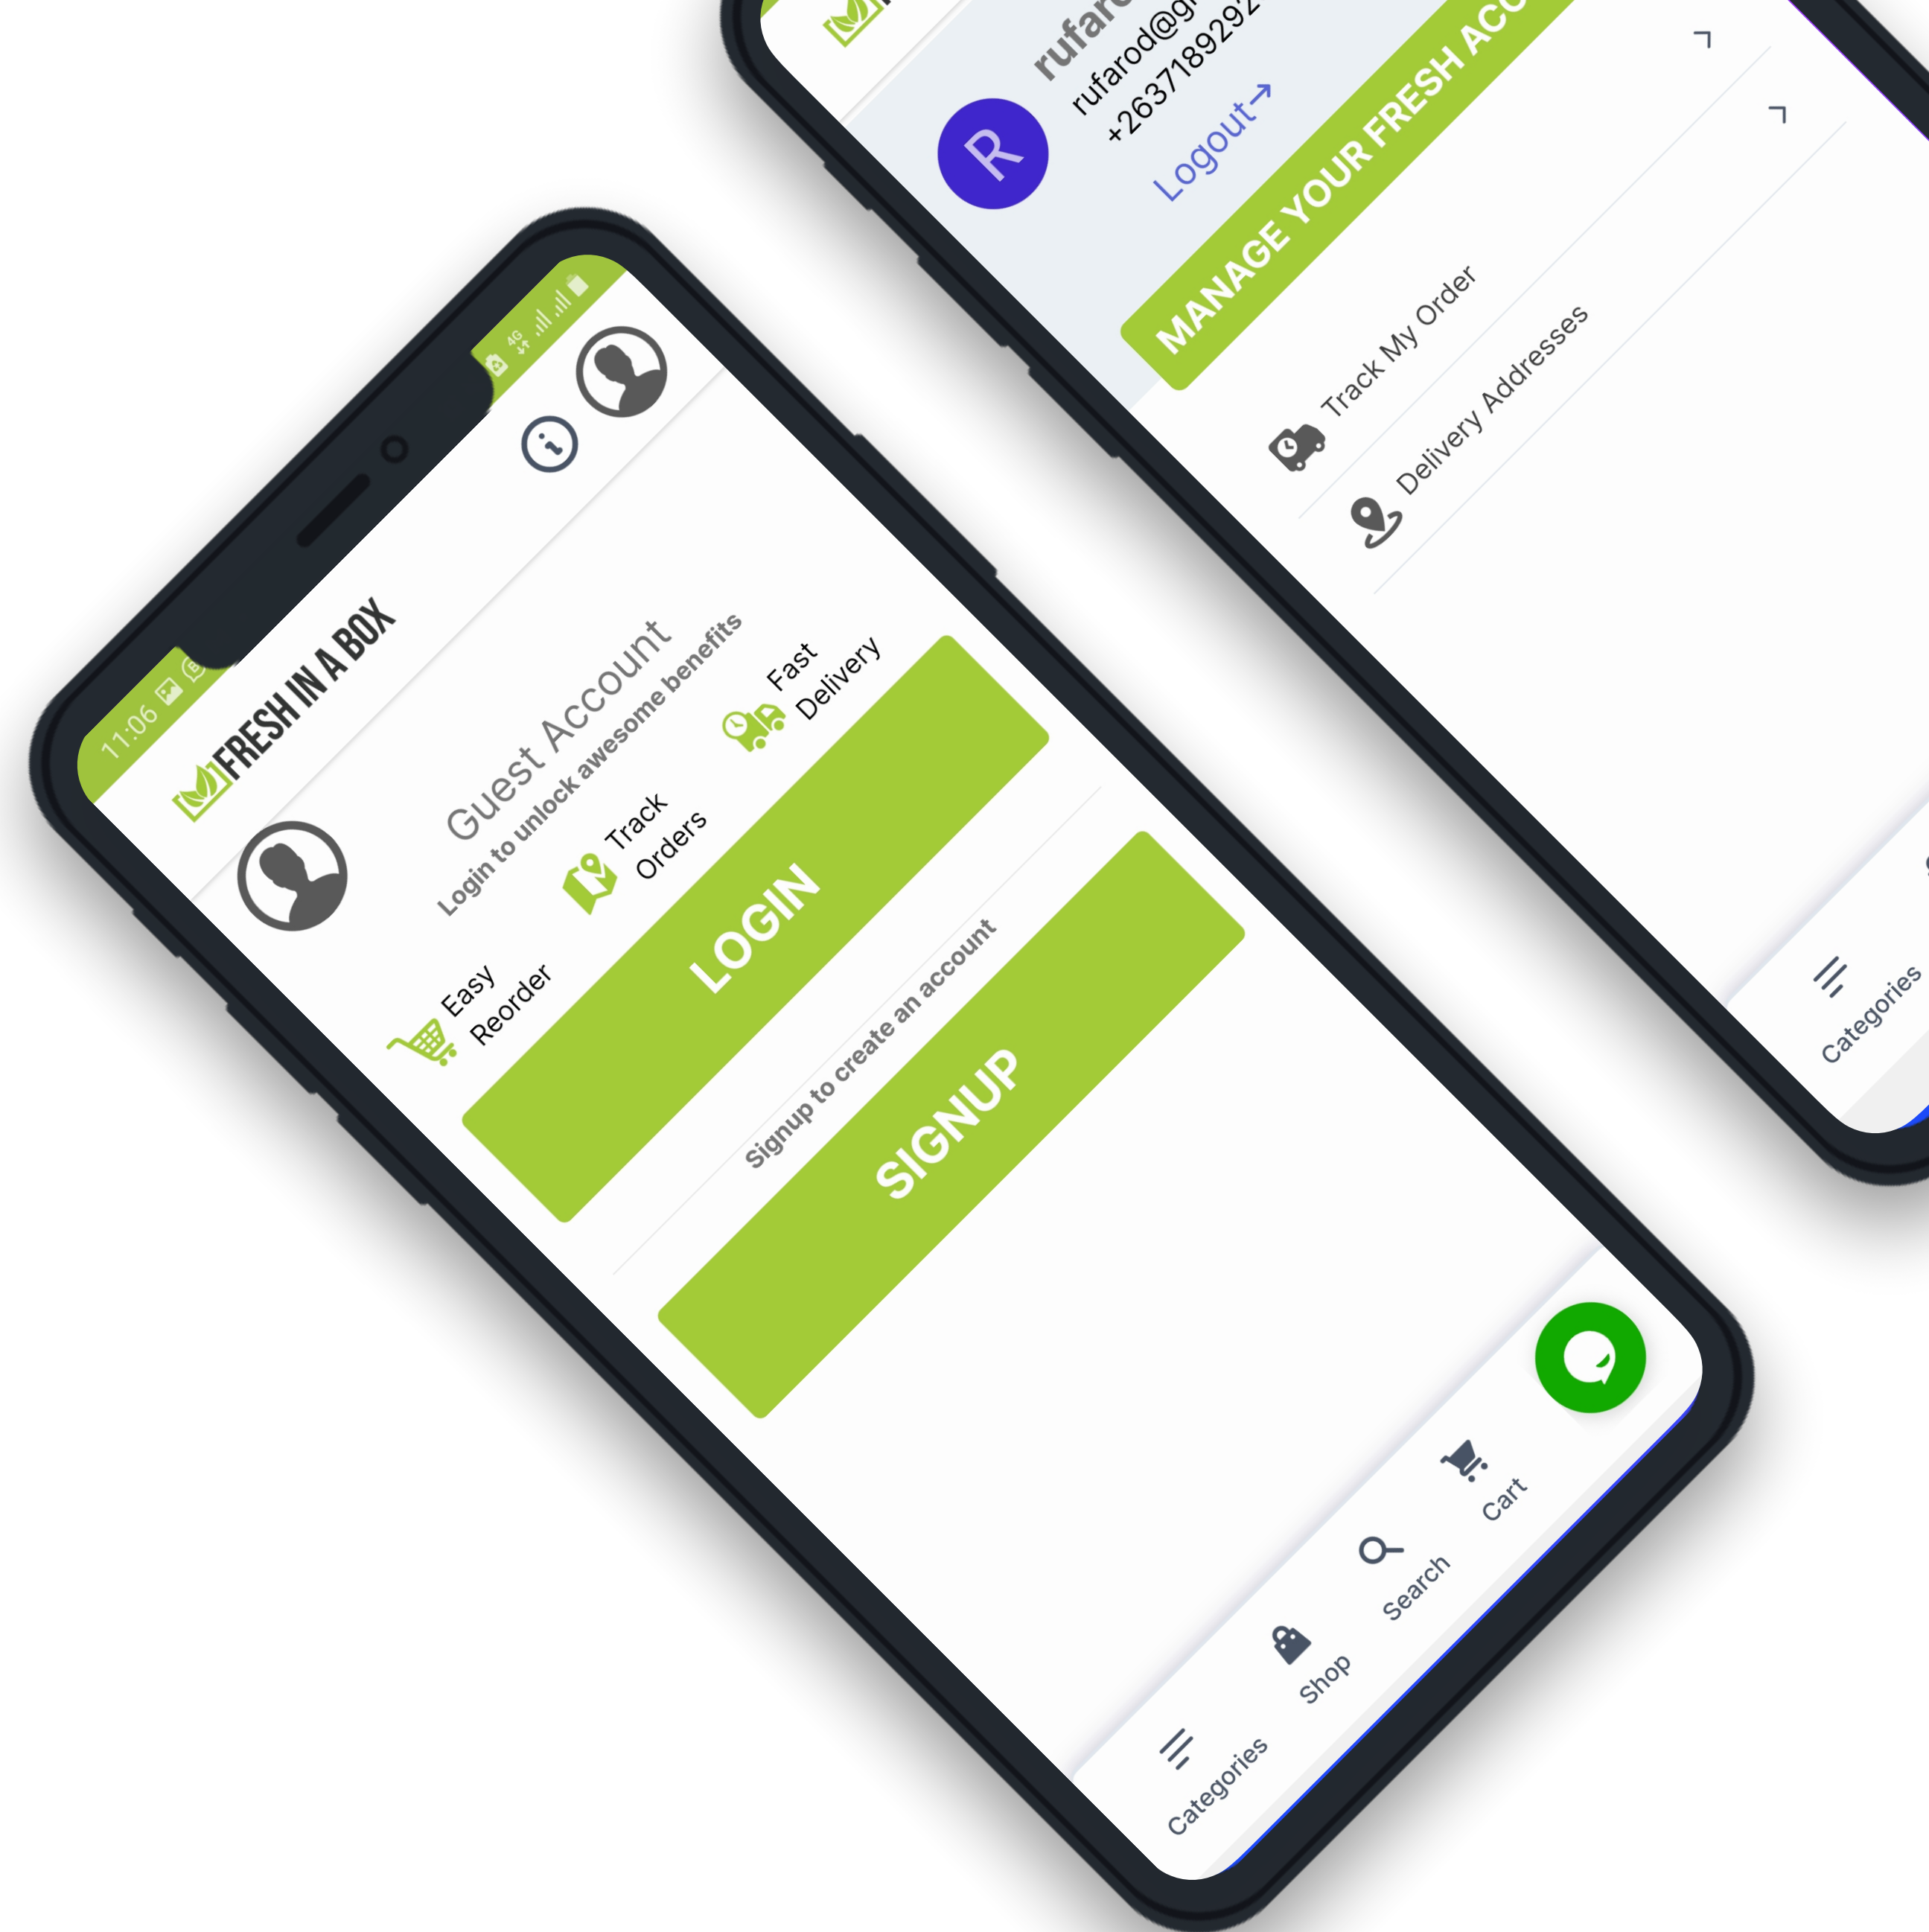 11:06
4G
FRESH IN A BOX
Guest Account
Login to unlock awesome benefits
Easy
Reorder
Track
Orders
Fast
Delivery
LOGIN
Signup to create an account
SIGNUP
Categories
Shop
Search
Cart
R
rufarod@g
+2637189292
Logout→
MANAGE YOUR FRESH
Track My Order
Delivery Addresses
Categories